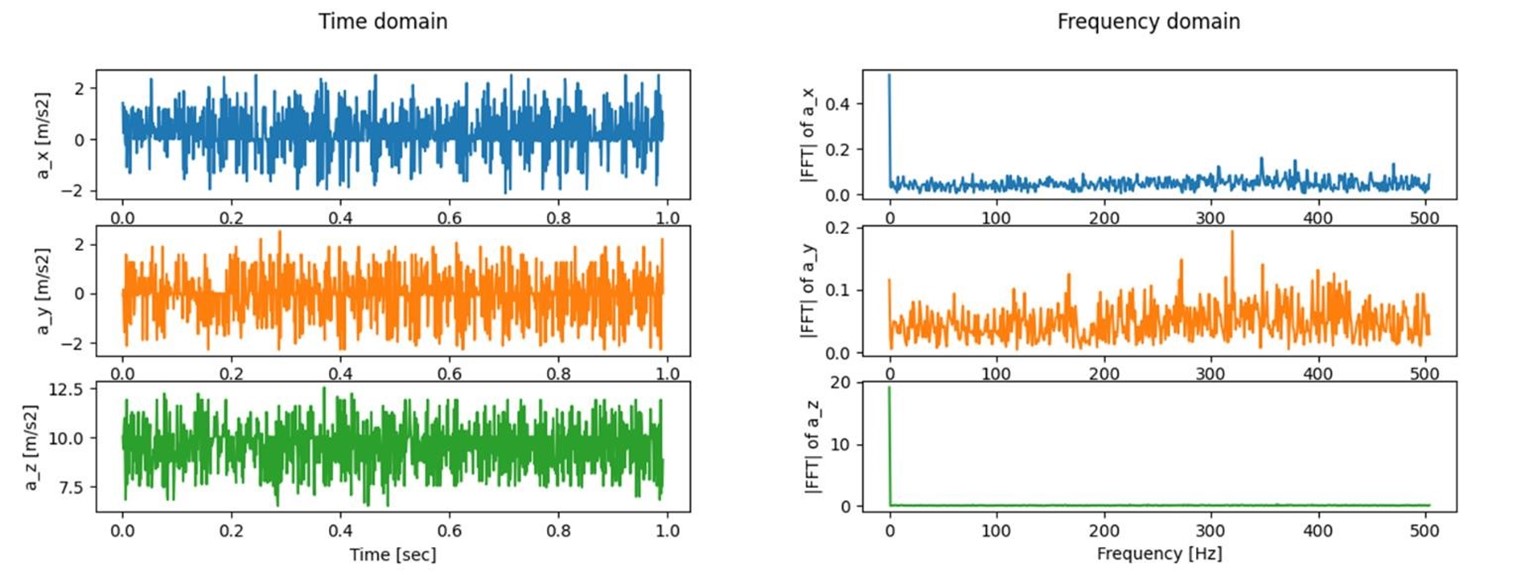 Time domain
a_x [m/s2]
2
0
−2
0.0 0.2 0.4 0.6 0.8 1.0
a_y [m/s2]
2
0
−2
0.0 0.2 0.4 0.6 0.8 1.0
a_z [m/s2]
12.5
10.0
7.5
0.0 0.2 0.4 0.6 0.8 1.0
Time [sec]
Frequency domain
|FFT| of a_x
0.4
0.2
0.0
0 100 200 300 400 500
|FFT| of a_y
0.2
0.1
0.0
0 100 200 300 400 500
|FFT| of a_z
20
10
0
0 100 200 300 400 500
Frequency [Hz]